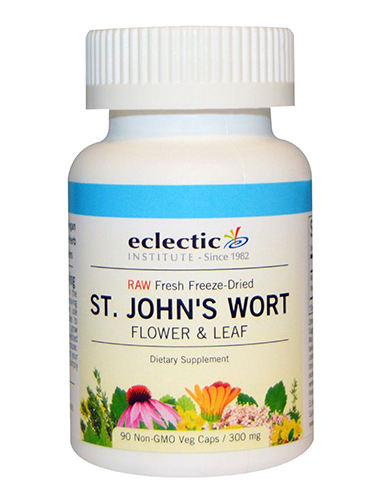 eclectic
INSTITUTE - Since 1982
RAW Fresh Freeze-Dried
ST. JOHN'S WORT
FLOWER & LEAF
Dietary Supplement
90 Non-GMO Veg Caps / 300 mg